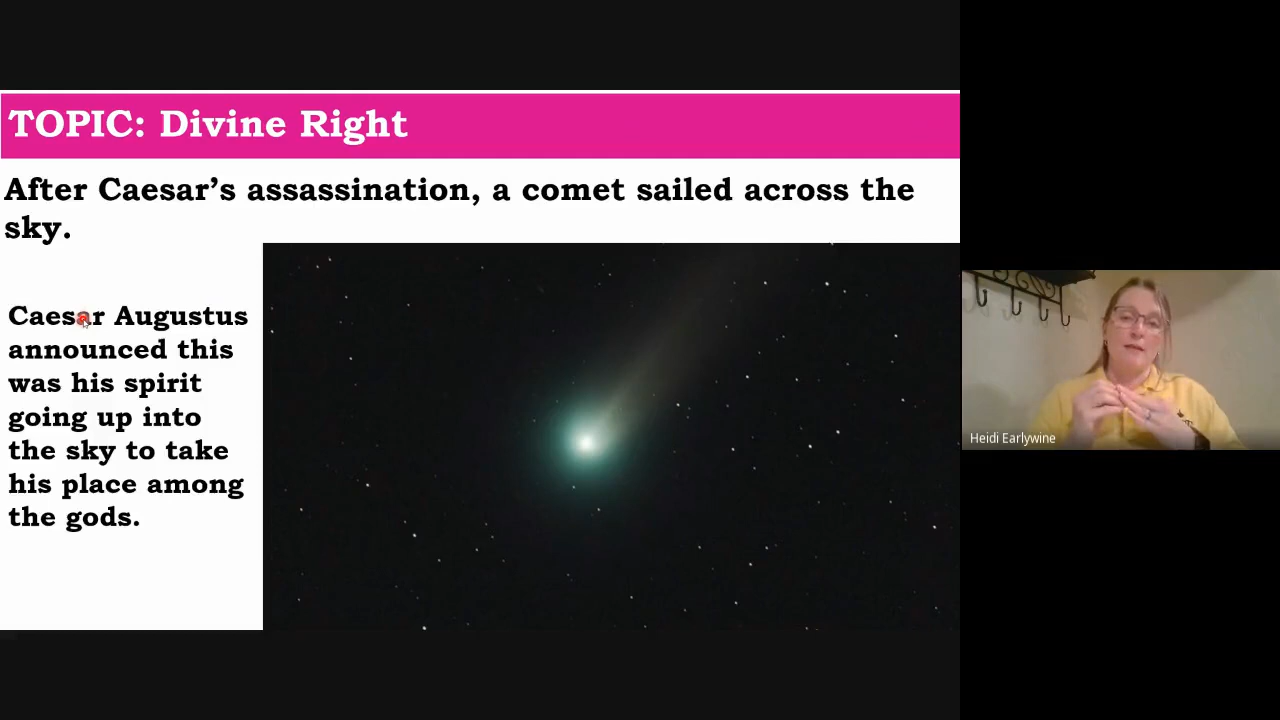 TOPIC: Divine Right
After Caesar’s assassination, a comet sailed across the
sky.
Caesar Augustus
announced this
was his spirit
going up into
the sky to take
his place among
the gods.
Heidi Earlywine